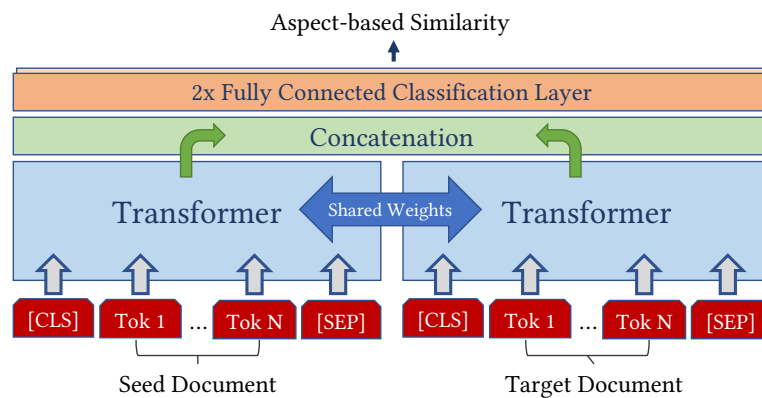 Aspect-based Similarity
2x Fully Connected Classification Layer
Concatenation
Transformer Shared Weights Transformer
[CLS] Tok 1 ... Tok N [SEP] [CLS] Tok 1 ... Tok N [SEP]
Seed Document Target Document